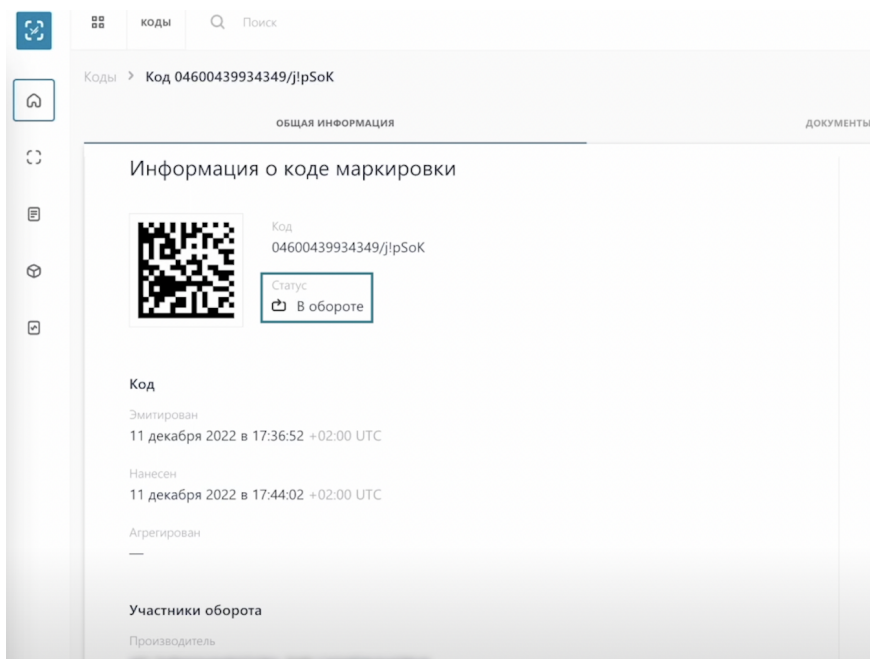 КОДЫ
Поиск
Коды > Код 04600439934349/j!pSoK
ОБЩАЯ ИНФОРМАЦИЯ
ДОКУМЕНТЫ
Информация о коде маркировки
Код
04600439934349/j!pSoK
Статус
В обороте
Код
Эмитирован
11 декабря 2022 в 17:36:52 +02:00 UTC
Нанесен
11 декабря 2022 в 17:44:02 +02:00 UTC
Агрегирован
—
Участники оборота
Производитель